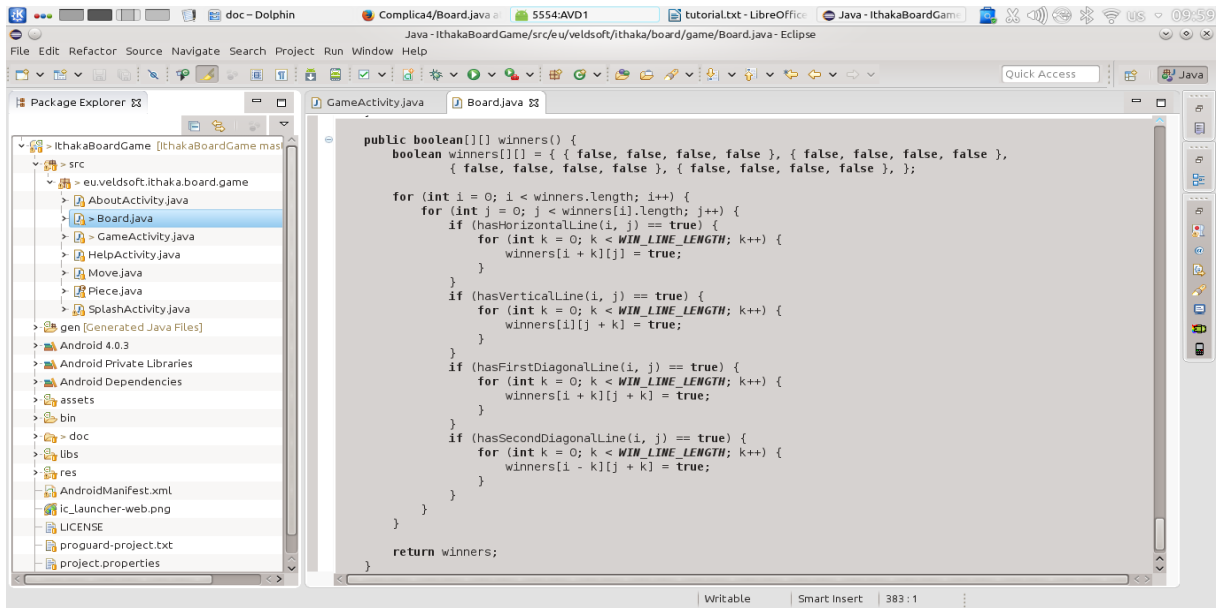 doc – Dolphin
Complica4/Board.java a
5554:AVD1
tutorial.txt - LibreOffice
Java - IthakaBoardGame
us
09:59
Java - IthakaBoardGame/src/eu/veldsoft/ithaka/board/game/Board.java - Eclipse
File Edit Refactor Source Navigate Search Project Run Window Help
Quick Access
Java
Package Explorer
GameActivity.java
Board.java
> IthakaBoardGame [IthakaBoardGame mast
> src
> eu.veldsoft.ithaka.board.game
AboutActivity.java
> Board.java
> GameActivity.java
HelpActivity.java
Move.java
Piece.java
SplashActivity.java
gen [Generated Java Files]
Android 4.0.3
Android Private Libraries
Android Dependencies
assets
bin
> doc
libs
res
AndroidManifest.xml
ic_launcher-web.png
LICENSE
proguard-project.txt
project.properties
public boolean[][] winners() {
boolean winners[][] = { { false, false, false, false }, { false, false, false, false },
{ false, false, false, false }, { false, false, false, false }, };
for (int i = 0; i < winners.length; i++) {
for (int j = 0; j < winners[i].length; j++) {
if (hasHorizontalLine(i, j) == true) {
for (int k = 0; k < WIN_LINE_LENGTH; k++) {
winners[i + k][j] = true;
}
}
if (hasVerticalLine(i, j) == true) {
for (int k = 0; k < WIN_LINE_LENGTH; k++) {
winners[i][j + k] = true;
}
}
if (hasFirstDiagonalLine(i, j) == true) {
for (int k = 0; k < WIN_LINE_LENGTH; k++) {
winners[i + k][j + k] = true;
}
}
if (hasSecondDiagonalLine(i, j) == true) {
for (int k = 0; k < WIN_LINE_LENGTH; k++) {
winners[i - k][j + k] = true;
}
}
}
}
return winners;
}
Writable
Smart Insert
383 : 1